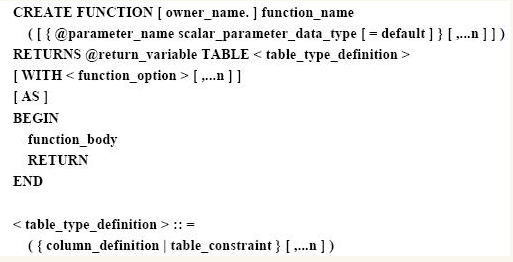 CREATE FUNCTION [ owner_name. ] function_name
( [ { @parameter_name scalar_parameter_data_type [ = default ] } [ ,...n ] ] )
RETURNS @return_variable TABLE < table_type_definition >
[ WITH < function_option > [ ,...n ] ]
[ AS ]
BEGIN
function_body
RETURN
END
< table_type_definition > :: =
( { column_definition | table_constraint } [ ,...n ] )